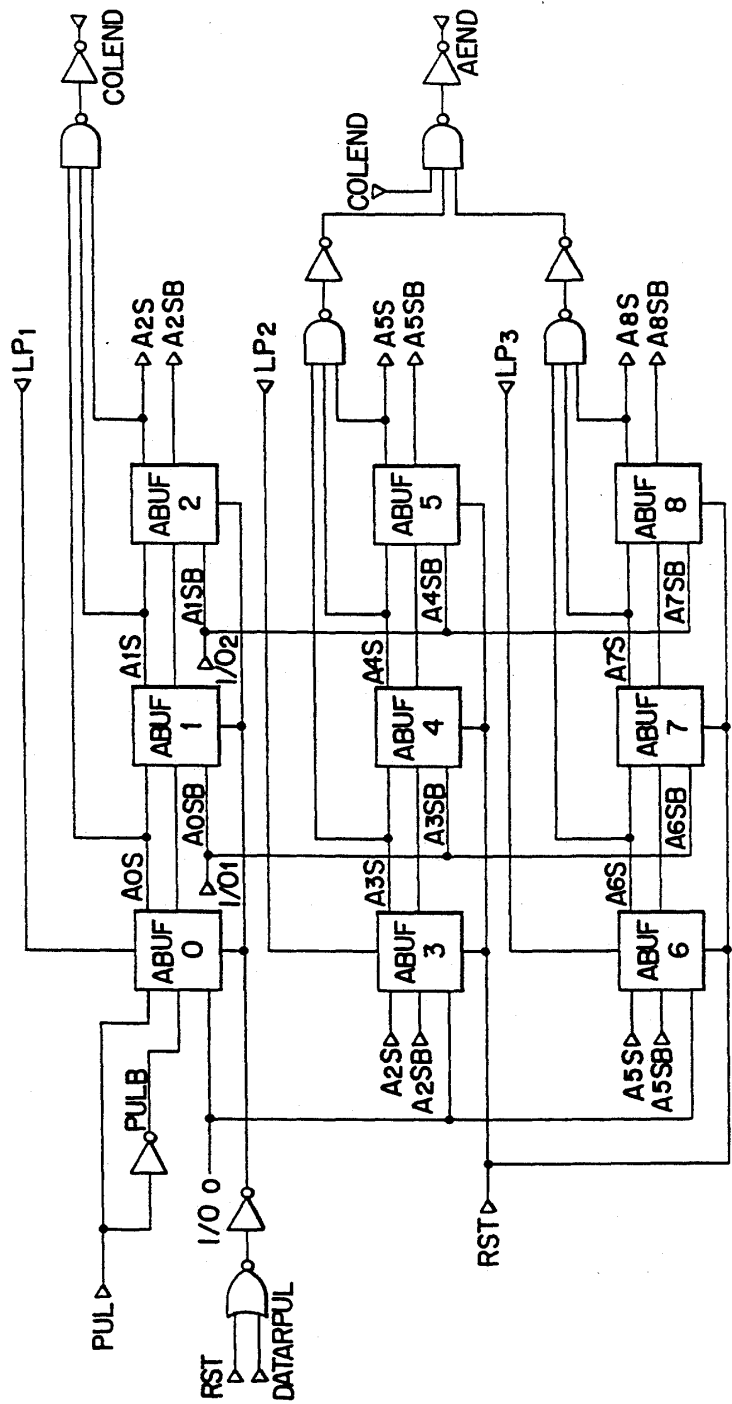 COLEND
LP1
A2S
A2SB
ABUF
2
A1SB
I/O2
A1S
ABUF
1
A0SB
I/O1
A0S
ABUF
0
PUL
PULB
I/O 0
RST
DATARPUL
AEND
COLEND
LP2
A5S
A5SB
ABUF
5
A4SB
A4S
ABUF
4
A3SB
A3S
ABUF
3
A2S
A2SB
RST
LP3
A8S
A8SB
ABUF
8
A7SB
A7S
ABUF
7
A6SB
A6S
ABUF
6
A5S
A5SB